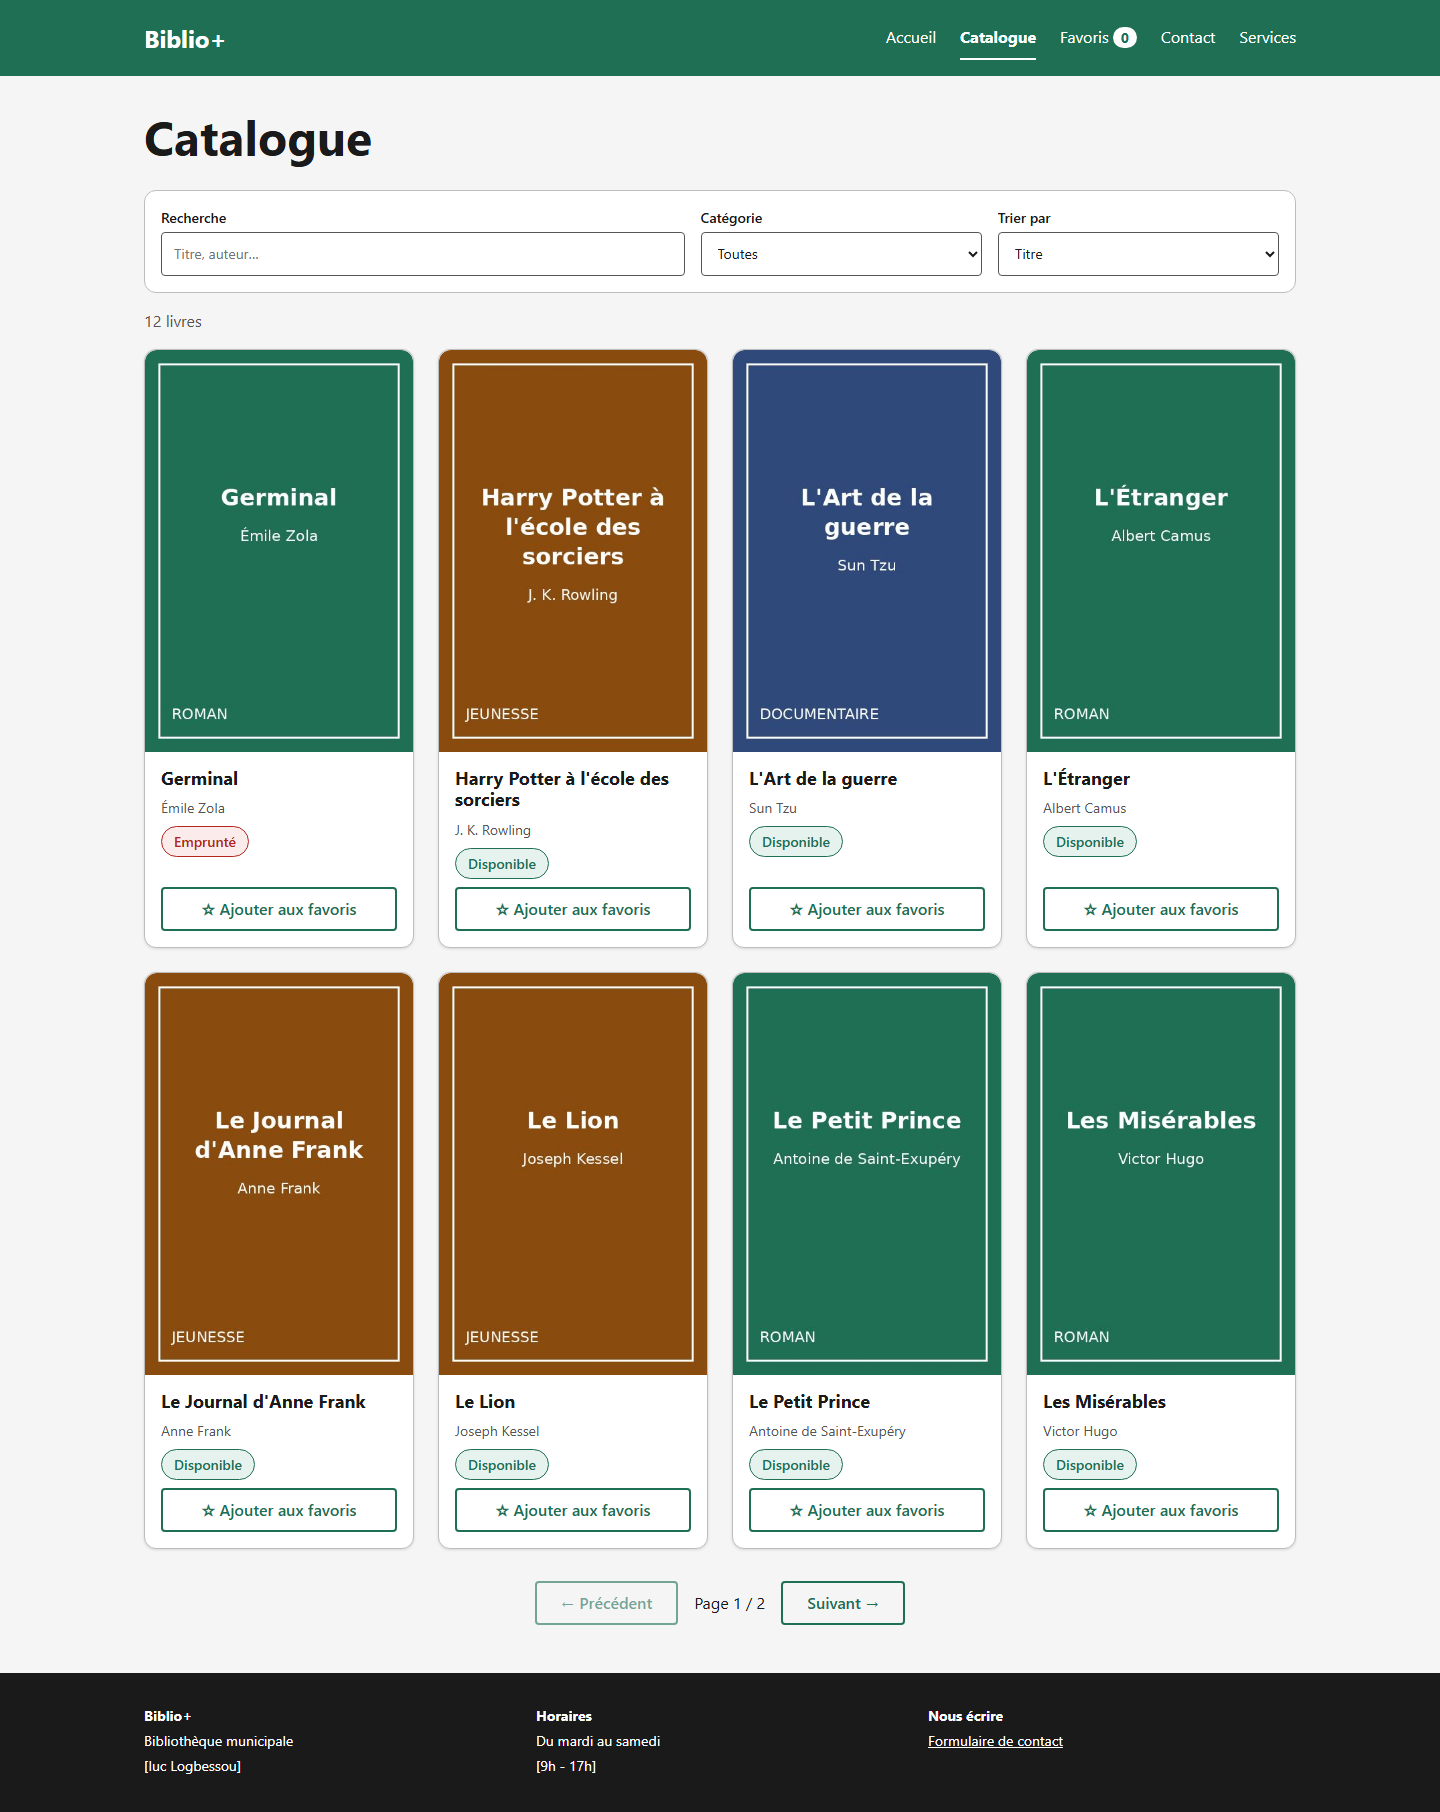 Biblio+
Accueil Catalogue Favoris 0 Contact Services
Catalogue
Recherche Catégorie Trier par
Titre, auteur... Toutes Titre
12 livres
Germinal
Émile Zola
ROMAN
Germinal
Émile Zola
Emprunté
☆ Ajouter aux favoris
Harry Potter à
l'école des
sorciers
J. K. Rowling
JEUNESSE
Harry Potter à l'école des
sorciers
J. K. Rowling
Disponible
☆ Ajouter aux favoris
L'Art de la
guerre
Sun Tzu
DOCUMENTAIRE
L'Art de la guerre
Sun Tzu
Disponible
☆ Ajouter aux favoris
L'Étranger
Albert Camus
ROMAN
L'Étranger
Albert Camus
Disponible
☆ Ajouter aux favoris
Le Journal
d'Anne Frank
Anne Frank
JEUNESSE
Le Journal d'Anne Frank
Anne Frank
Disponible
☆ Ajouter aux favoris
Le Lion
Joseph Kessel
JEUNESSE
Le Lion
Joseph Kessel
Disponible
☆ Ajouter aux favoris
Le Petit Prince
Antoine de Saint-Exupéry
ROMAN
Le Petit Prince
Antoine de Saint-Exupéry
Disponible
☆ Ajouter aux favoris
Les Misérables
Victor Hugo
ROMAN
Les Misérables
Victor Hugo
Disponible
☆ Ajouter aux favoris
← Précédent Page 1 / 2 Suivant →
Biblio+
Bibliothèque municipale
[luc Logbessou]
Horaires
Du mardi au samedi
[9h - 17h]
Nous écrire
Formulaire de contact